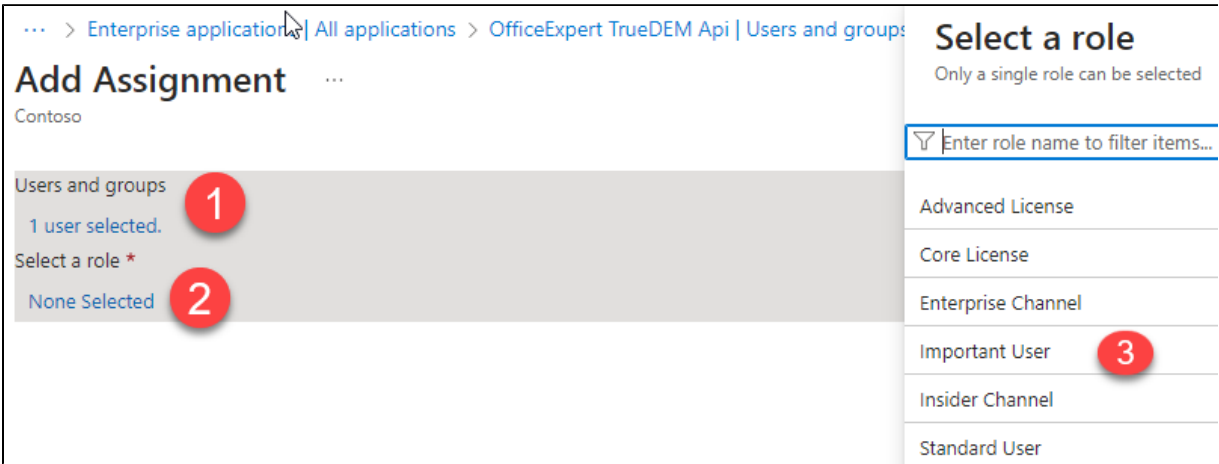 ··· > Enterprise applications | All applications > OfficeExpert TrueDEM Api | Users and groups
Add Assignment ···
Contoso
Users and groups
1
1 user selected.
Select a role *
None Selected
2
Select a role
Only a single role can be selected
Enter role name to filter items...
Advanced License
Core License
Enterprise Channel
Important User
3
Insider Channel
Standard User